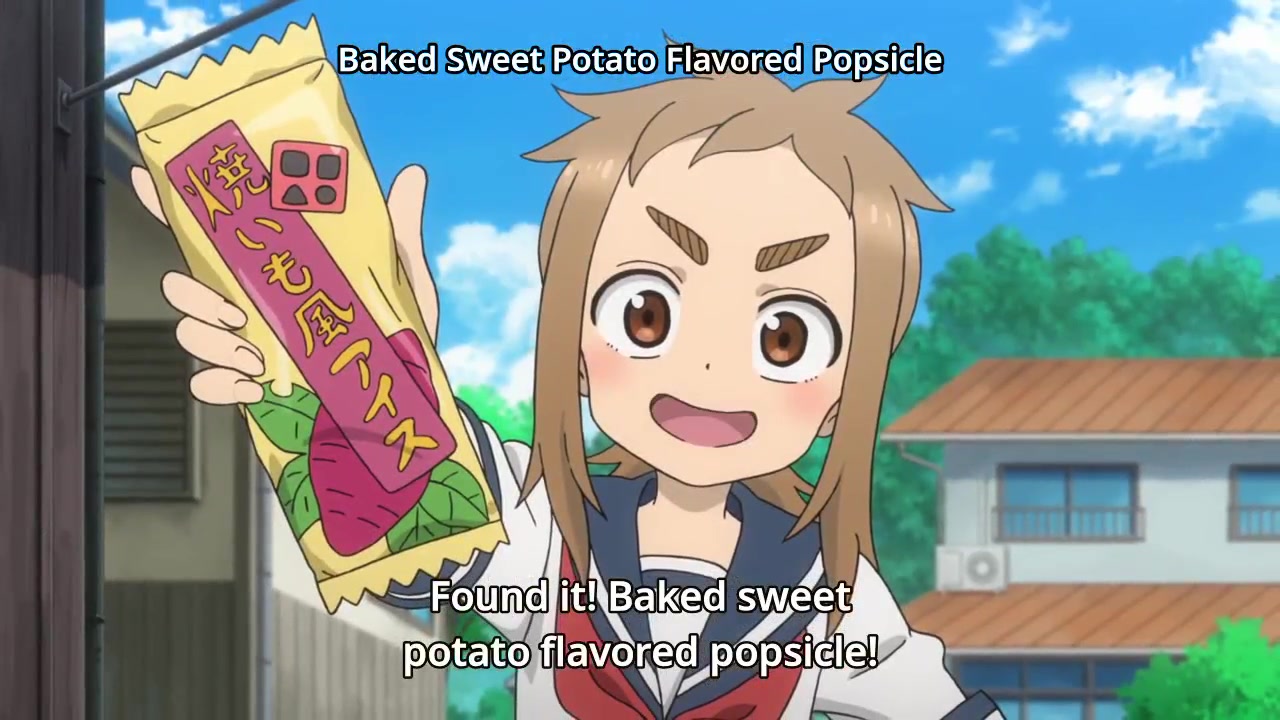 Baked Sweet Potato Flavored Popsicle
焼いも風アイス
Found it! Baked sweet
potato flavored popsicle!